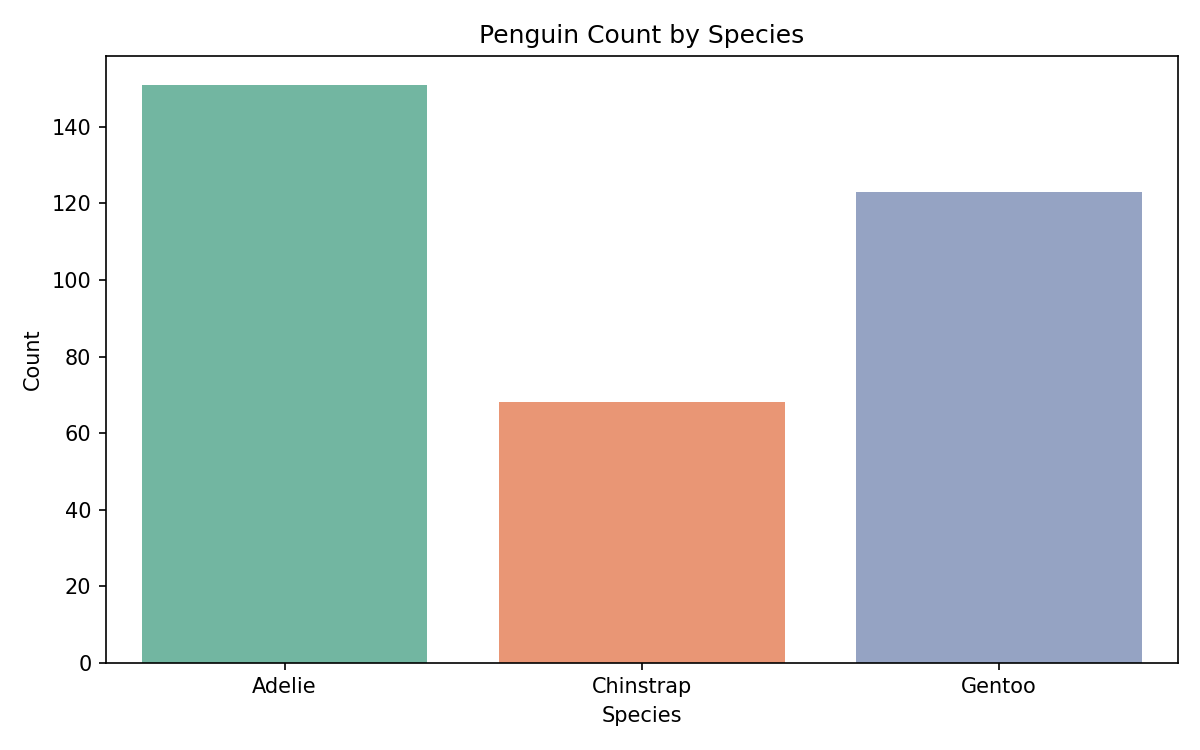 Penguin Count by Species
Count
140
120
100
80
60
40
20
0
Adelie
Chinstrap
Gentoo
Species